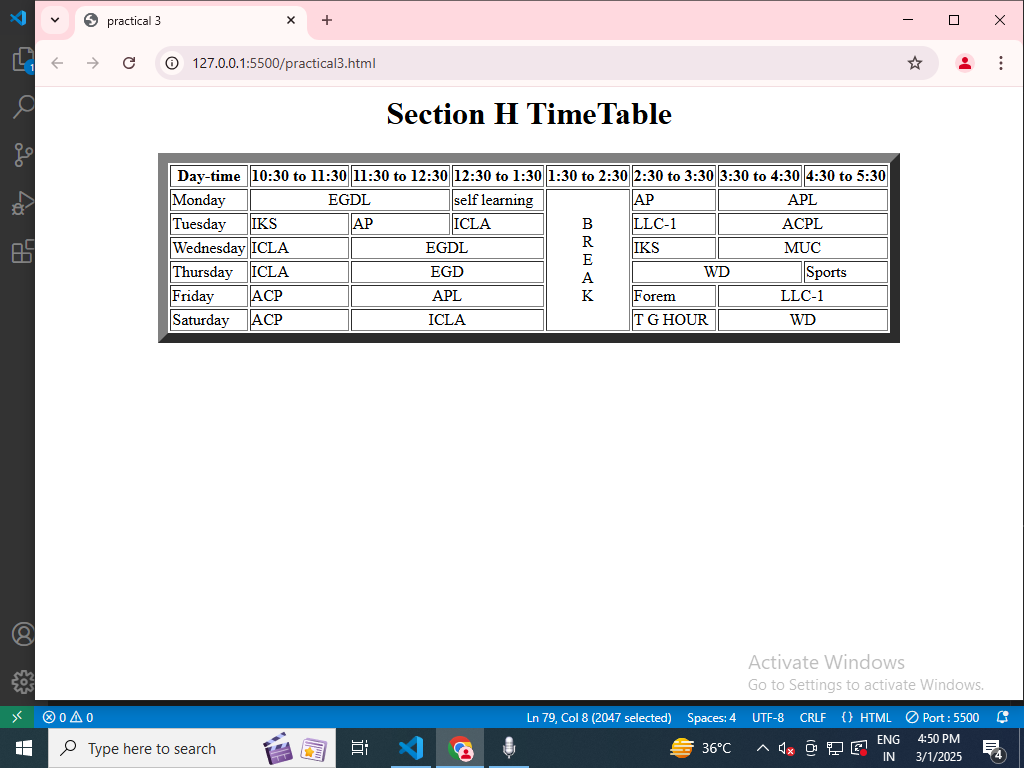 practical 3
127.0.0.1:5500/practical3.html
1
Section H TimeTable
Day-time 10:30 to 11:30 11:30 to 12:30 12:30 to 1:30 1:30 to 2:30 2:30 to 3:30 3:30 to 4:30 4:30 to 5:30
Monday EGDL self learning AP APL
Tuesday IKS AP ICLA LLC-1 ACPL
Wednesday ICLA EGDL IKS MUC
Thursday ICLA EGD WD Sports
Friday ACP APL Forem LLC-1
Saturday ACP ICLA T G HOUR WD
B
R
E
A
K
Activate Windows
Go to Settings to activate Windows.
0 0 Ln 79, Col 8 (2047 selected) Spaces: 4 UTF-8 CRLF {} HTML Port : 5500
Type here to search 36°C
ENG
IN
4:50 PM
3/1/2025
4